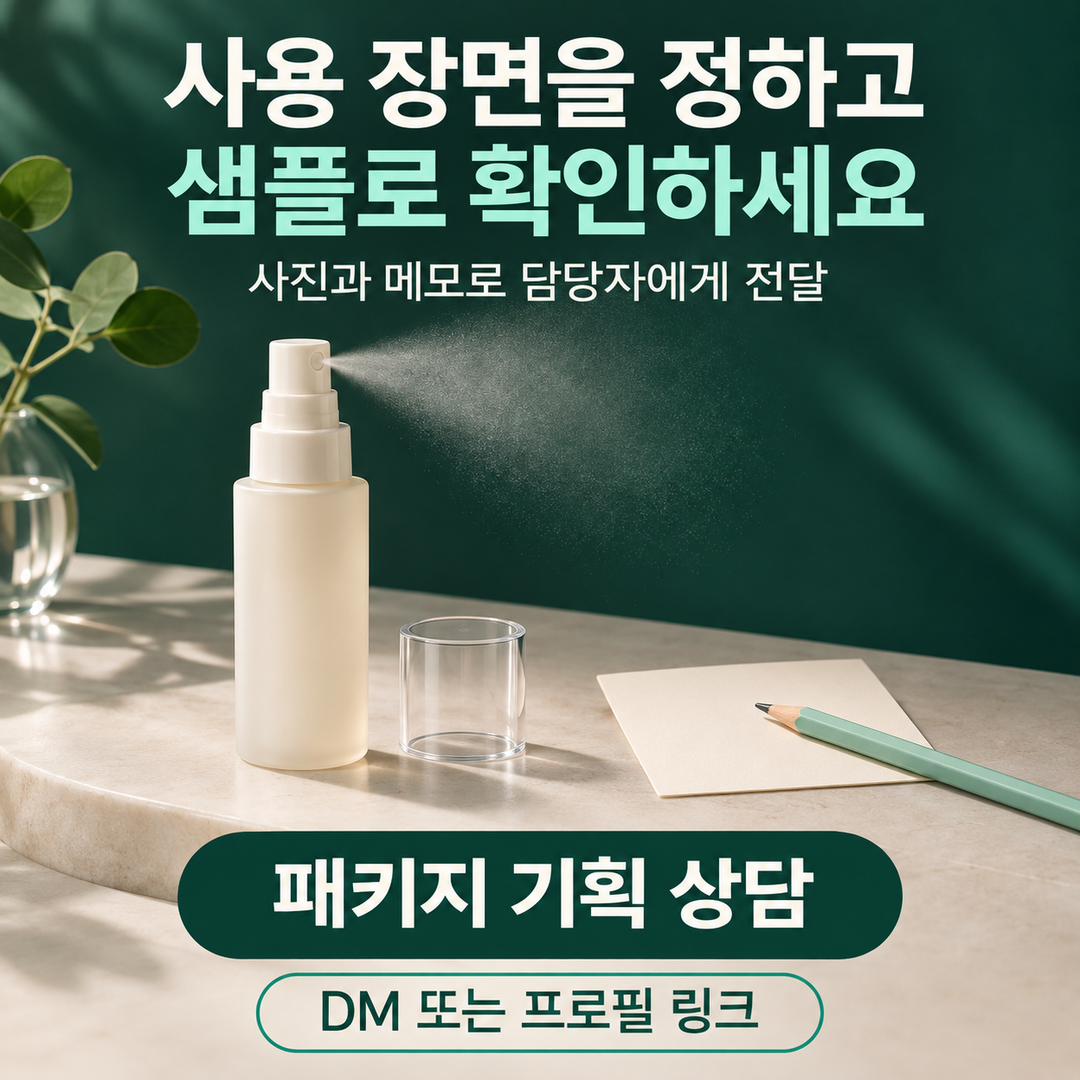 사용 장면을 정하고
샘플로 확인하세요
사진과 메모로 담당자에게 전달
패키지 기획 상담
DM 또는 프로필 링크